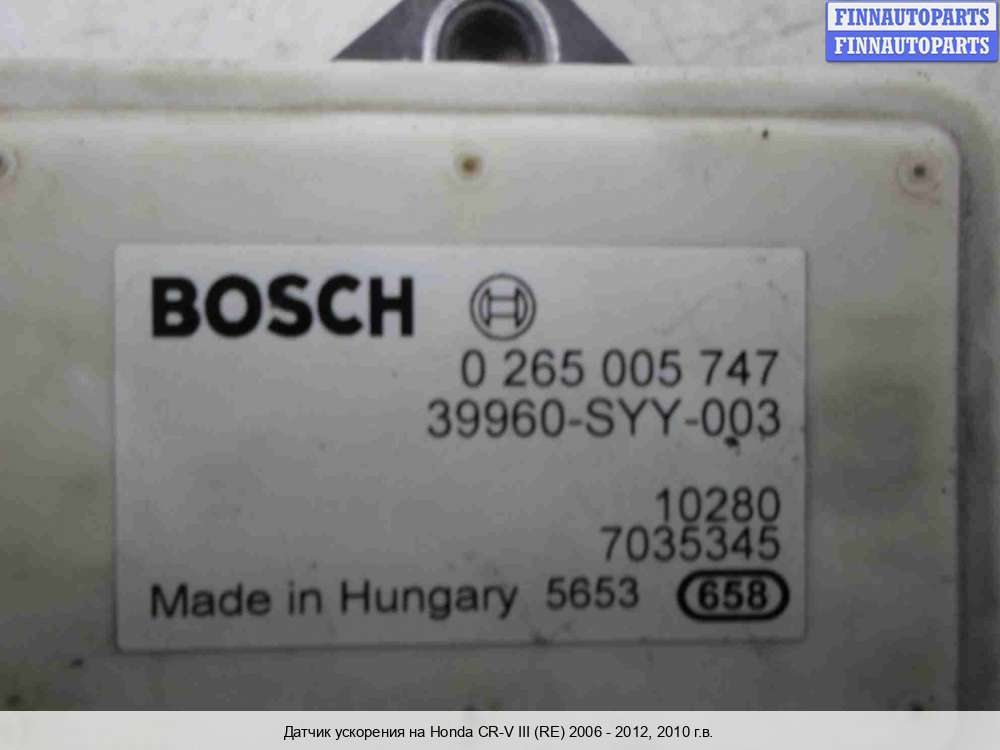 FINNAUTOPARTS
FINNAUTOPARTS
BOSCH
0 265 005 747
39960-SYY-003
10280
7035345
Made in Hungary 5653 658
Датчик ускорения на Honda CR-V III (RE) 2006 - 2012, 2010 г.в.